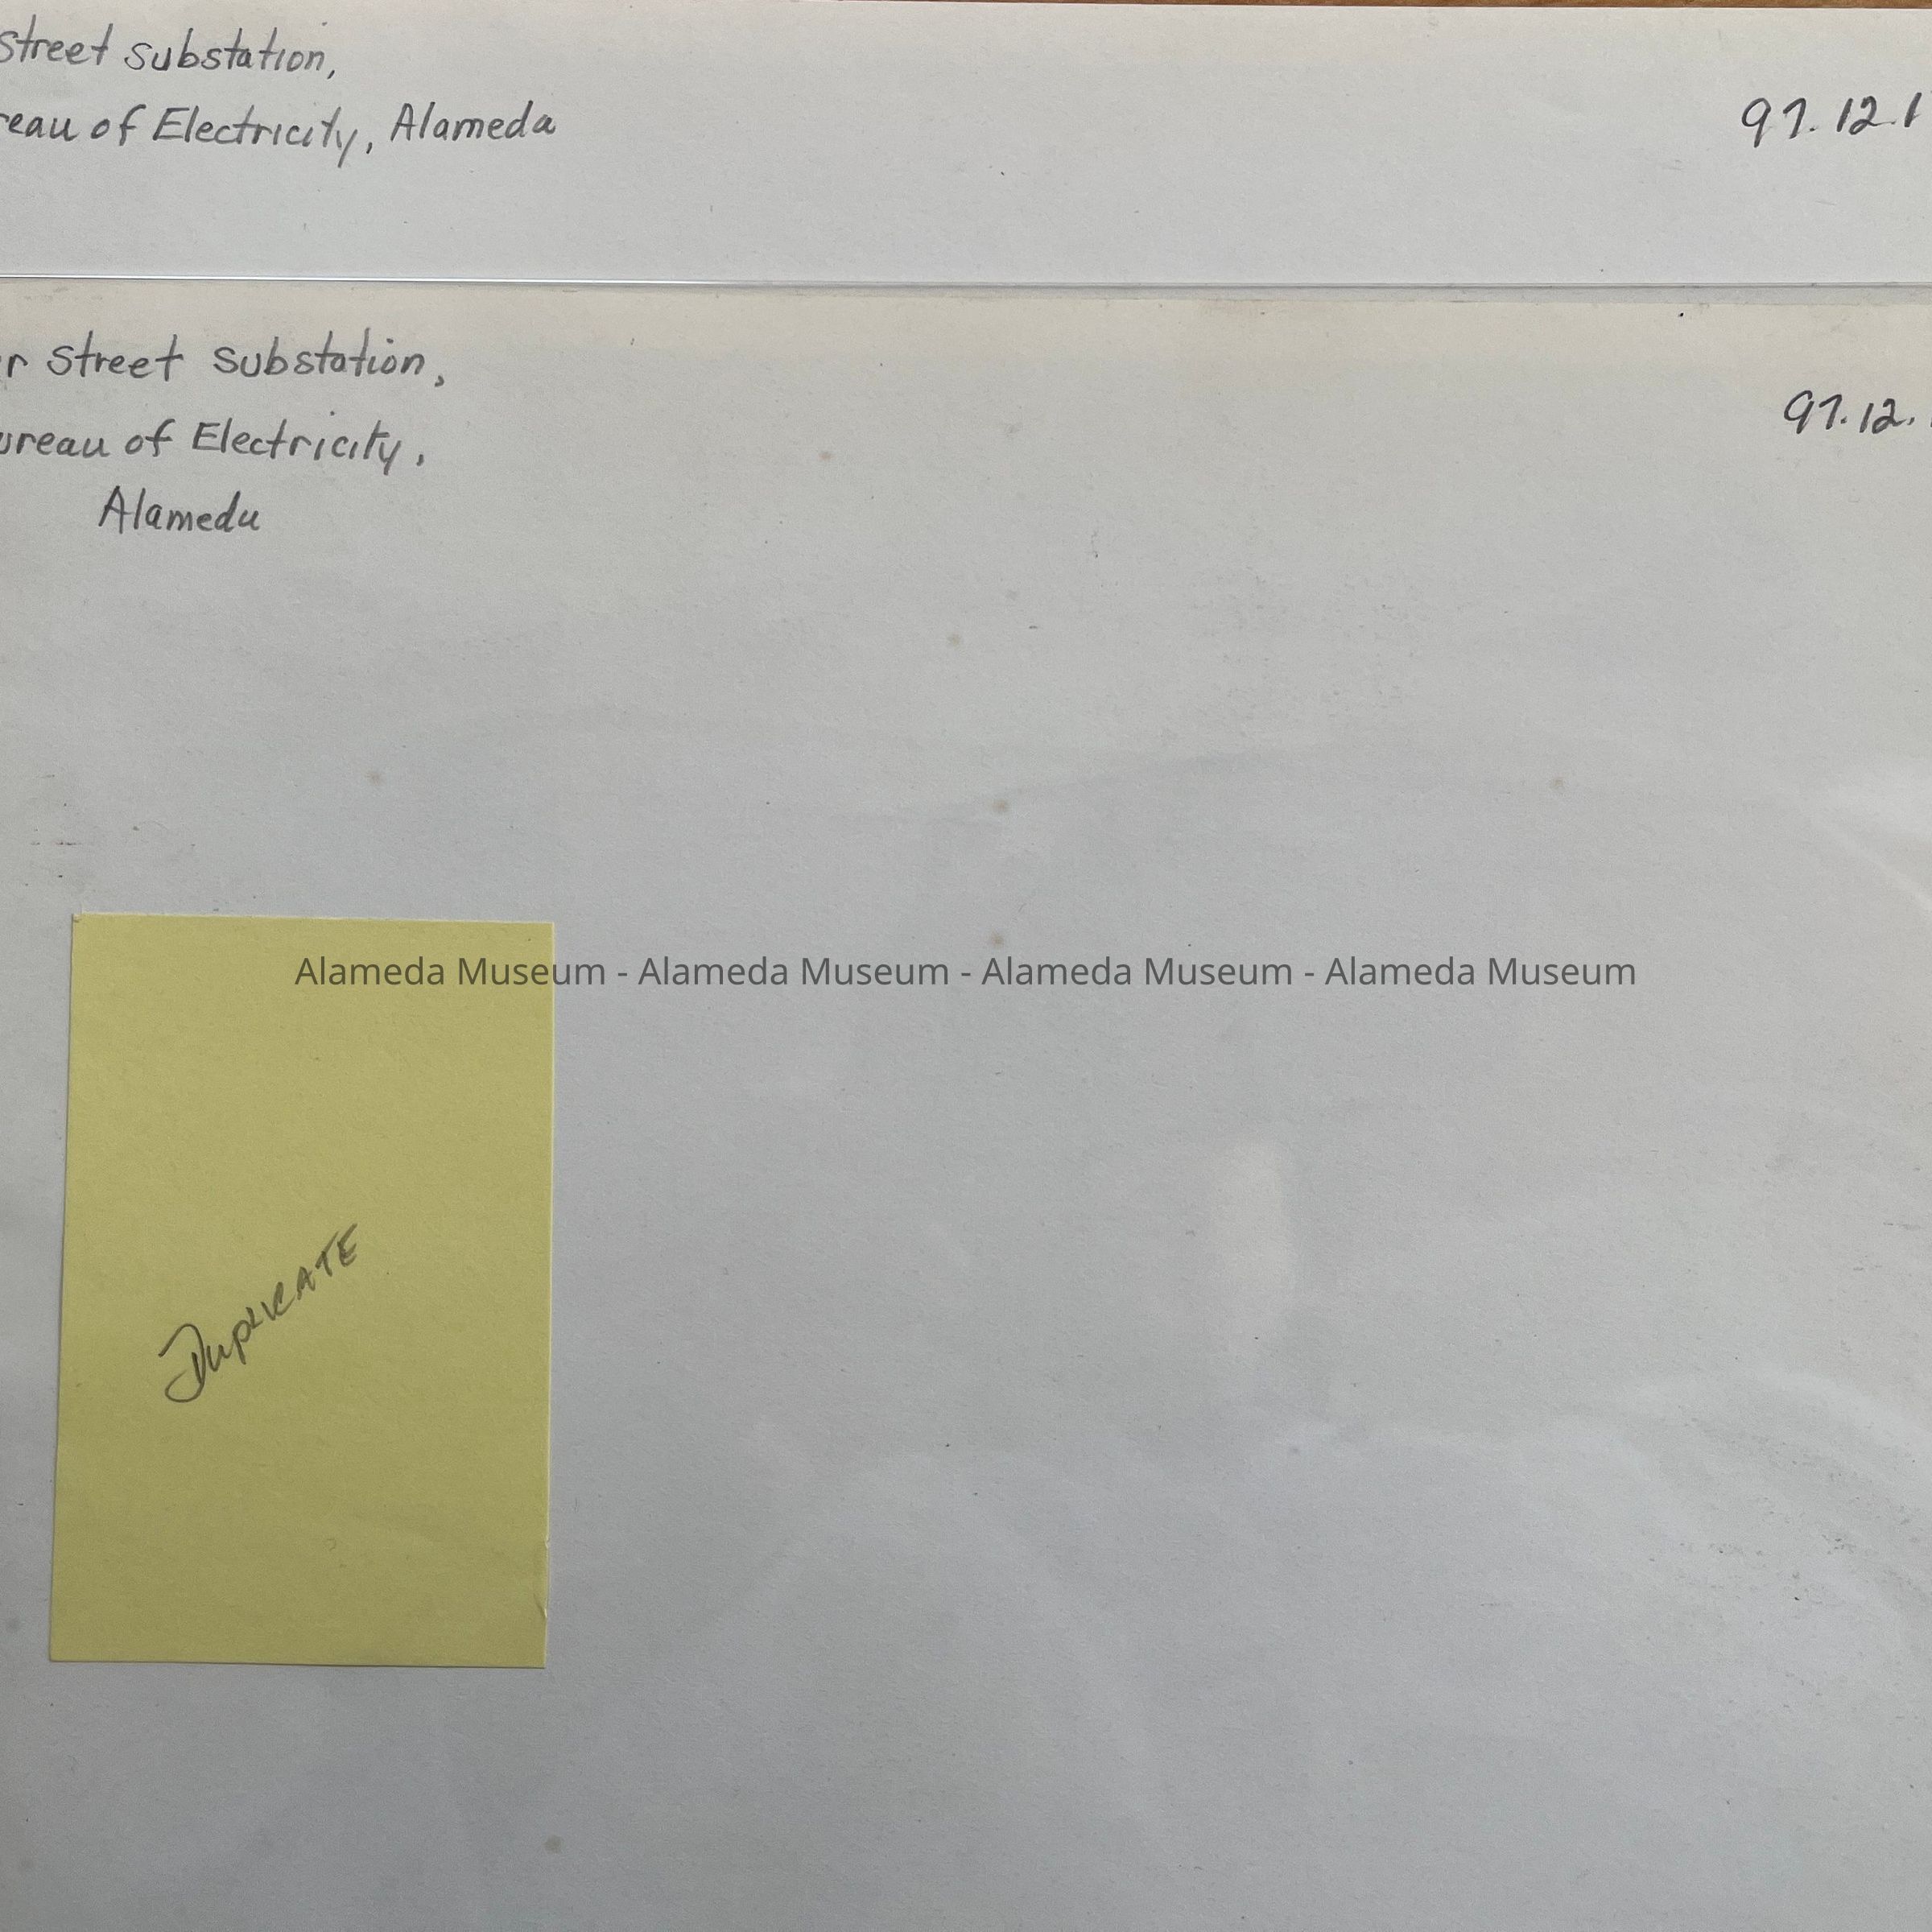 Street Substation,
reau of Electricity, Alameda
97.12.1
r Street Substation,
ureau of Electricity,
Alameda
97.12.
Alameda Museum - Alameda Museum - Alameda Museum - Alameda Museum
DUPLICATE